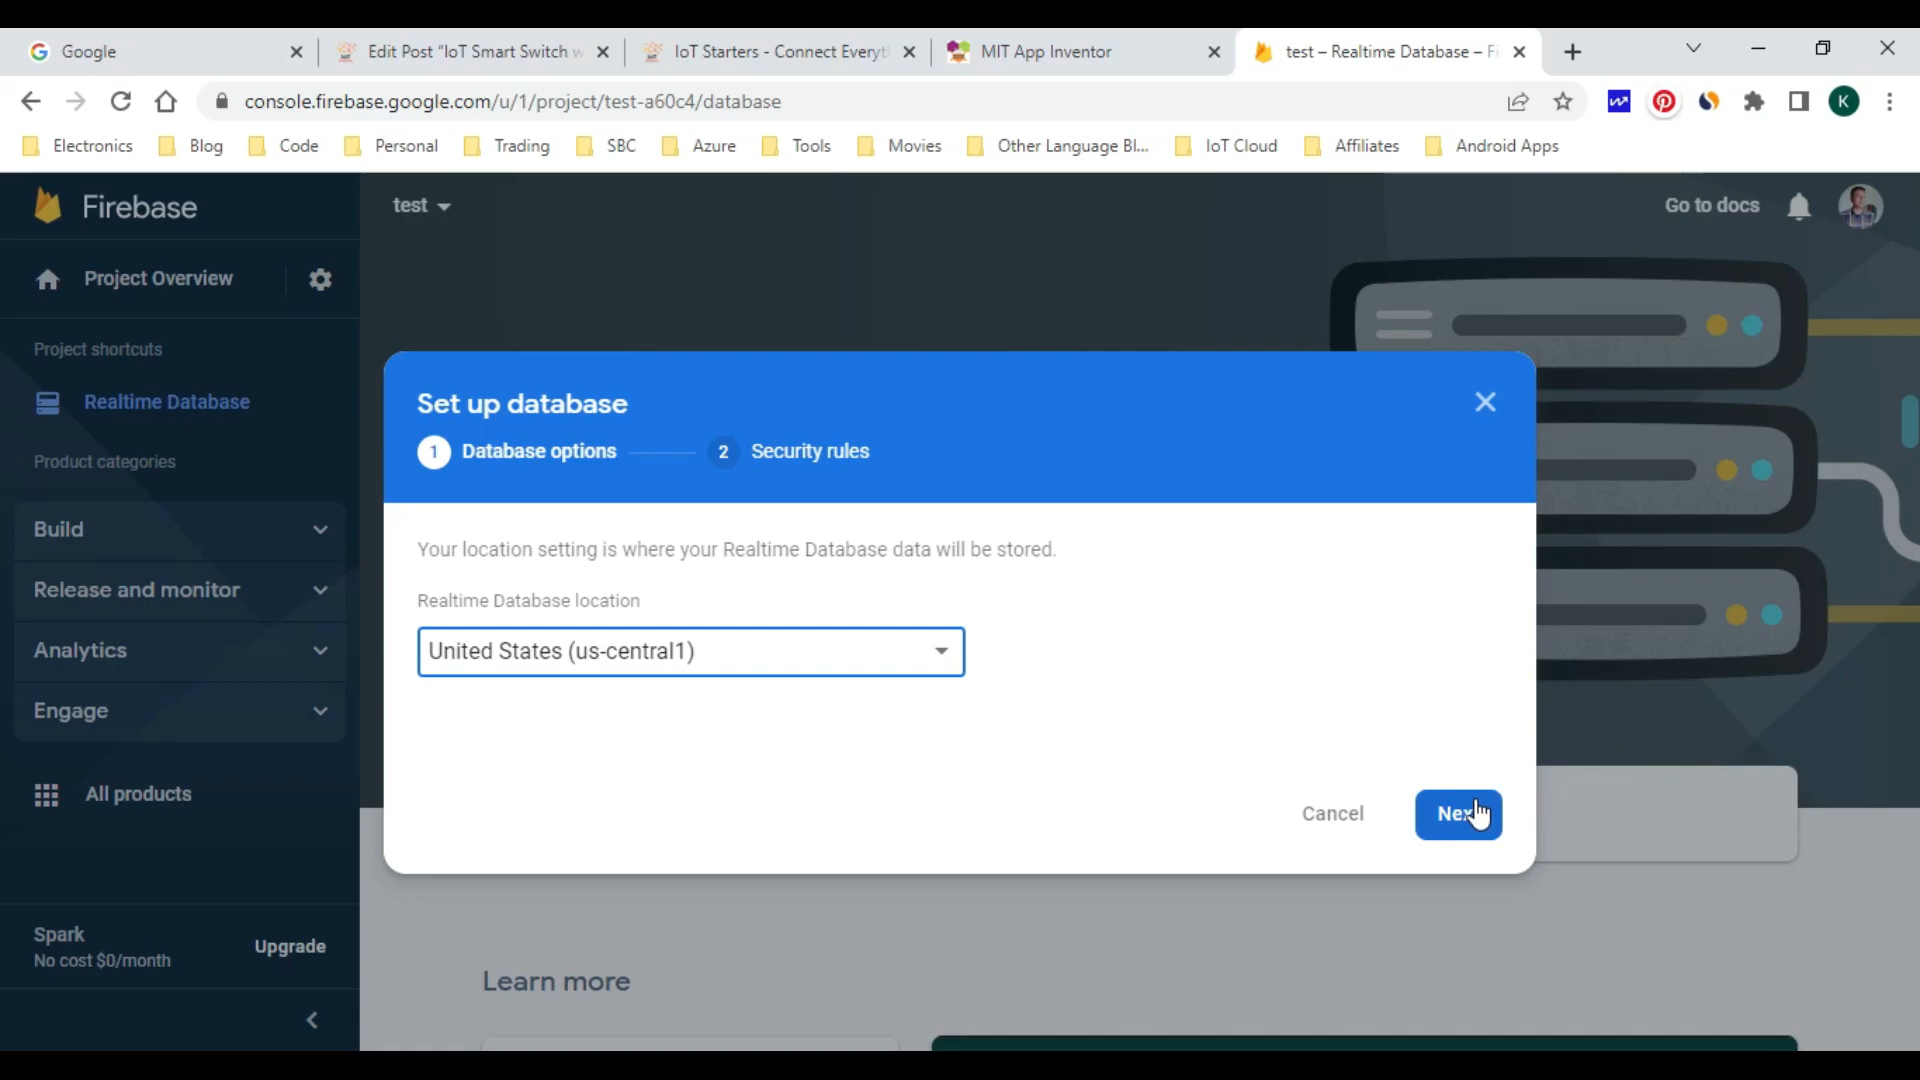 Google
Edit Post "IoT Smart Switch w
IoT Starters - Connect Everyt
MIT App Inventor
test – Realtime Database – Fi
console.firebase.google.com/u/1/project/test-a60c4/database
K
Electronics
Blog
Code
Personal
Trading
SBC
Azure
Tools
Movies
Other Language Bl...
IoT Cloud
Affiliates
Android Apps
Firebase
test
Go to docs
Project Overview
Project shortcuts
Realtime Database
Product categories
Build
Release and monitor
Analytics
Engage
All products
Spark
No cost $0/month
Upgrade
Set up database
1 Database options
2 Security rules
Your location setting is where your Realtime Database data will be stored.
Realtime Database location
United States (us-central1)
Cancel
Learn more